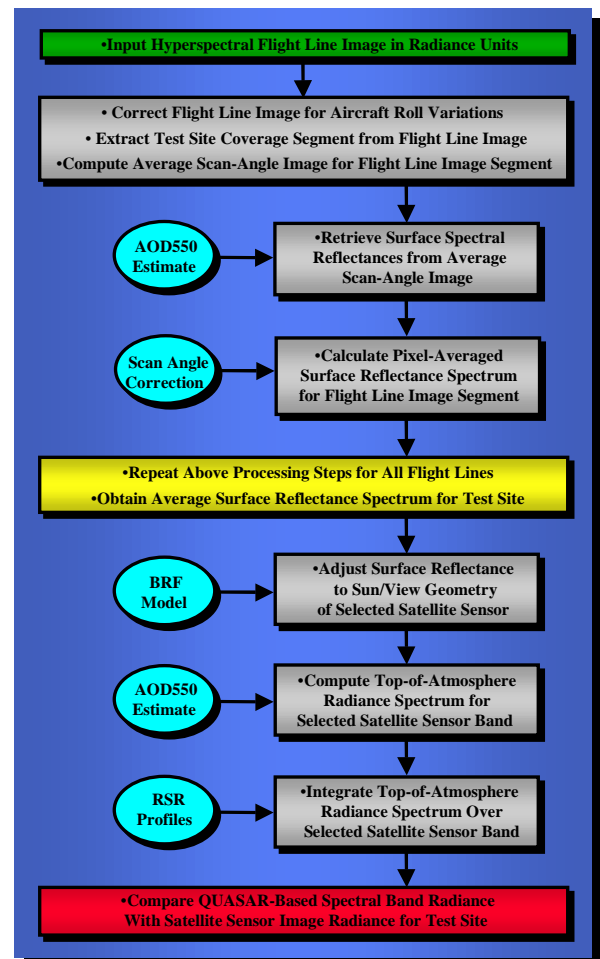 •Input Hyperspectral Flight Line Image in Radiance Units
• Correct Flight Line Image for Aircraft Roll Variations
• Extract Test Site Coverage Segment from Flight Line Image
•Compute Average Scan-Angle Image for Flight Line Image Segment
AOD550
Estimate
•Retrieve Surface Spectral
Reflectances from Average
Scan-Angle Image
Scan Angle
Correction
•Calculate Pixel-Averaged
Surface Reflectance Spectrum
for Flight Line Image Segment
•Repeat Above Processing Steps for All Flight Lines
•Obtain Average Surface Reflectance Spectrum for Test Site
BRF
Model
•Adjust Surface Reflectance
to Sun/View Geometry
of Selected Satellite Sensor
AOD550
Estimate
•Compute Top-of-Atmosphere
Radiance Spectrum for
Selected Satellite Sensor Band
RSR
Profiles
•Integrate Top-of-Atmosphere
Radiance Spectrum Over
Selected Satellite Sensor Band
•Compare QUASAR-Based Spectral Band Radiance
With Satellite Sensor Image Radiance for Test Site